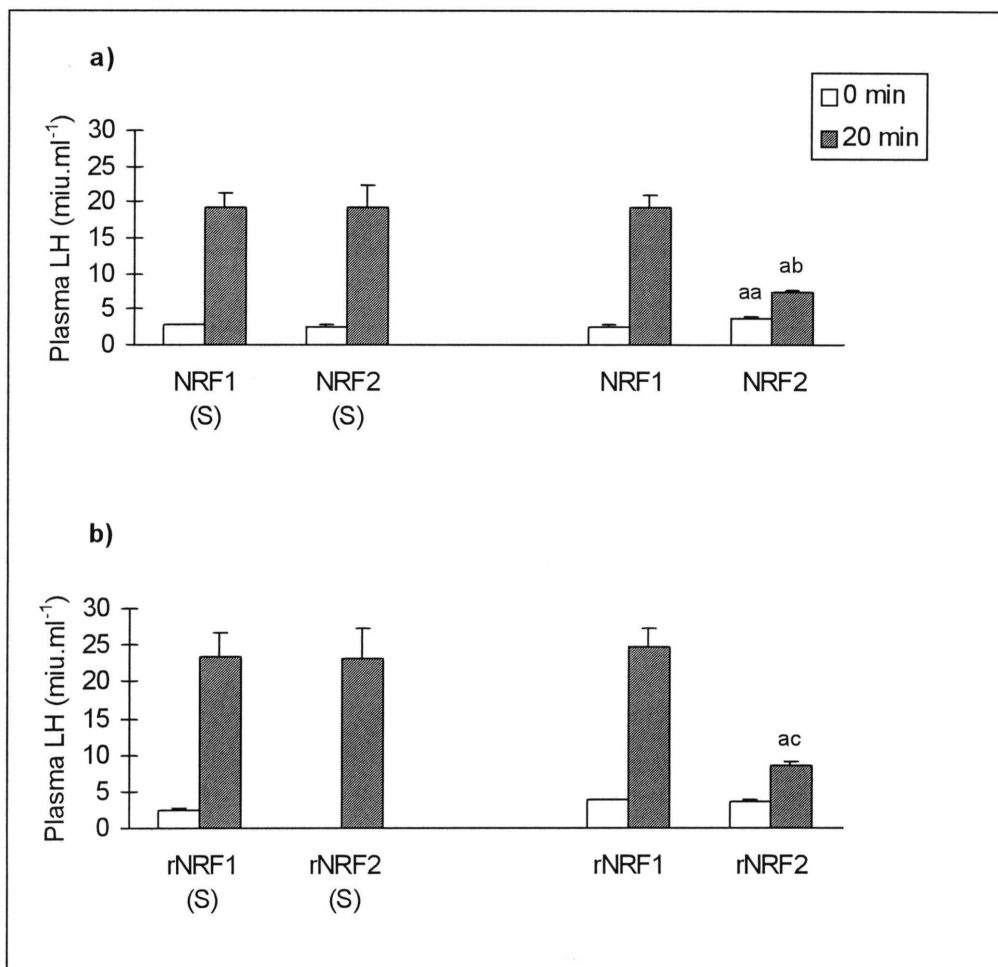 a)
0 min
20 min
Plasma LH (miu.ml⁻¹)
30
25
20
15
10
5
0
aa
ab
NRF1
(S)
NRF2
(S)
NRF1
NRF2
b)
Plasma LH (miu.ml⁻¹)
30
25
20
15
10
5
0
ac
rNRF1
(S)
rNRF2
(S)
rNRF1
rNRF2